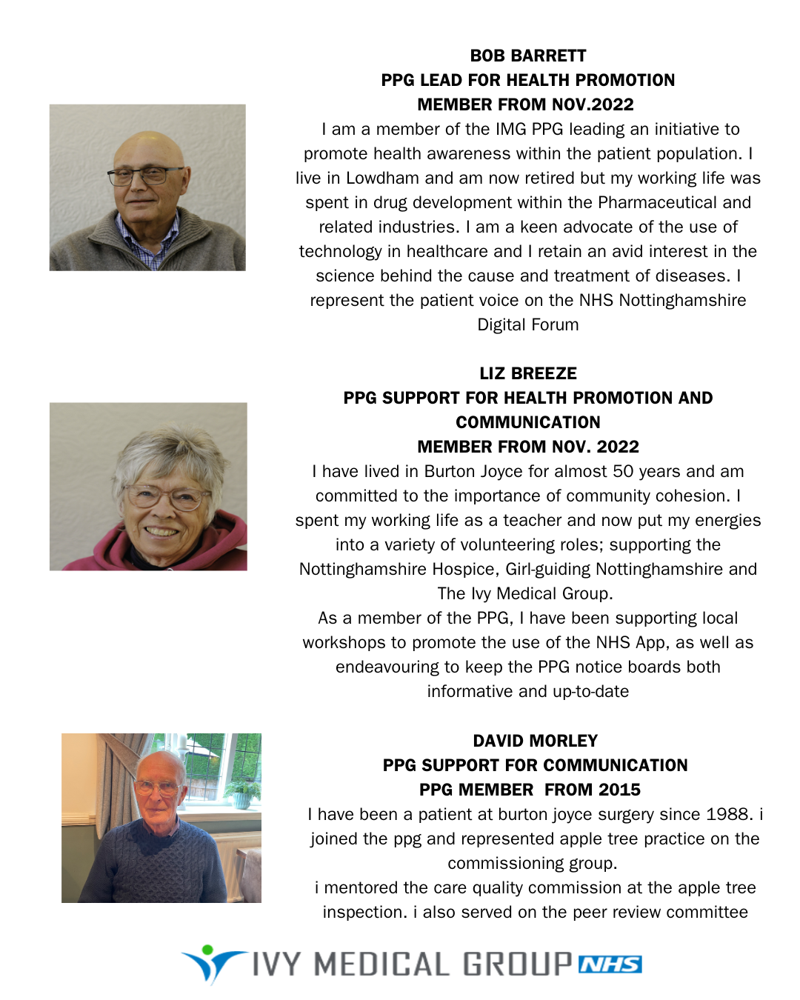 BOB BARRETT
PPG LEAD FOR HEALTH PROMOTION
MEMBER FROM NOV.2022
I am a member of the IMG PPG leading an initiative to
promote health awareness within the patient population. I
live in Lowdham and am now retired but my working life was
spent in drug development within the Pharmaceutical and
related industries. I am a keen advocate of the use of
technology in healthcare and I retain an avid interest in the
science behind the cause and treatment of diseases. I
represent the patient voice on the NHS Nottinghamshire
Digital Forum
LIZ BREEZE
PPG SUPPORT FOR HEALTH PROMOTION AND
COMMUNICATION
MEMBER FROM NOV. 2022
I have lived in Burton Joyce for almost 50 years and am
committed to the importance of community cohesion. I
spent my working life as a teacher and now put my energies
into a variety of volunteering roles; supporting the
Nottinghamshire Hospice, Girl-guiding Nottinghamshire and
The Ivy Medical Group.
As a member of the PPG, I have been supporting local
workshops to promote the use of the NHS App, as well as
endeavouring to keep the PPG notice boards both
informative and up-to-date
DAVID MORLEY
PPG SUPPORT FOR COMMUNICATION
PPG MEMBER  FROM 2015
I have been a patient at burton joyce surgery since 1988. i
joined the ppg and represented apple tree practice on the
commissioning group.
i mentored the care quality commission at the apple tree
inspection. i also served on the peer review committee
IVY MEDICAL GROUP NHS